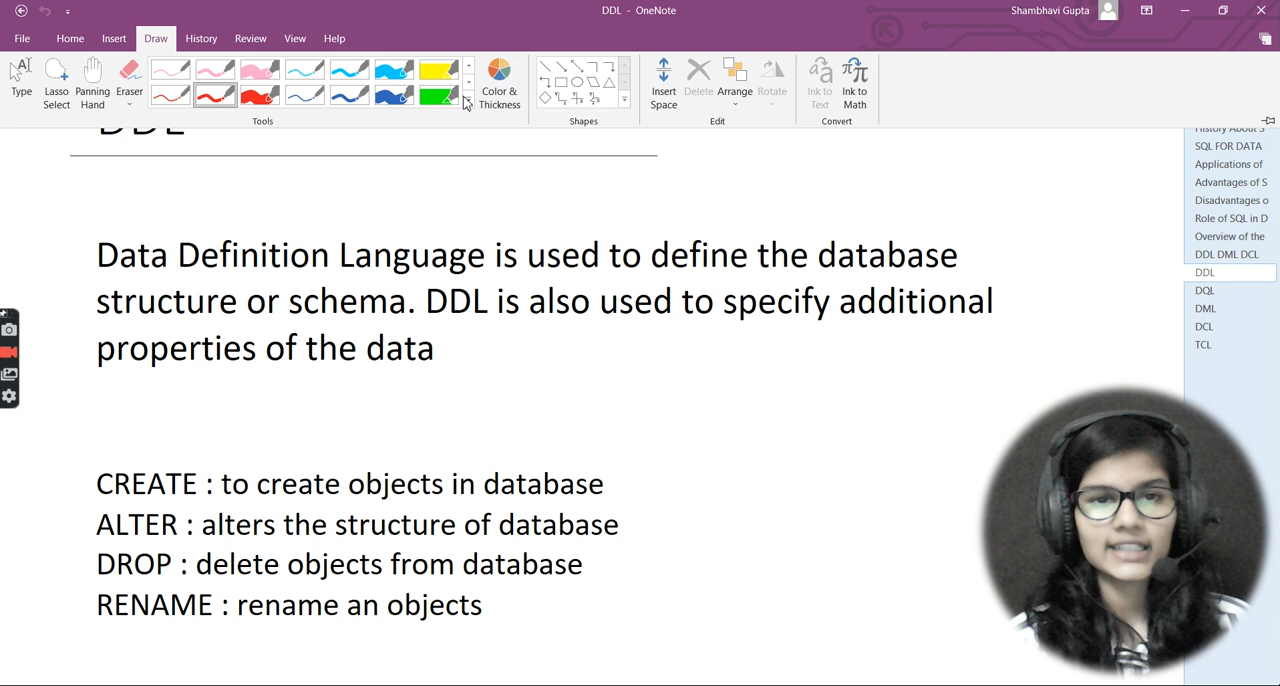 DDL - OneNote
Shambhavi Gupta
File Home Insert Draw History Review View Help
Type
Lasso Select
Panning Hand
Eraser
Color & Thickness
Insert Space
Delete
Arrange
Rotate
Ink to Text
Ink to Math
Tools
Shapes
Edit
Convert
DDL
Data Definition Language is used to define the database
structure or schema. DDL is also used to specify additional
properties of the data
CREATE : to create objects in database
ALTER : alters the structure of database
DROP : delete objects from database
RENAME : rename an objects
History About S
SQL FOR DATA
Applications of
Advantages of S
Disadvantages o
Role of SQL in D
Overview of the
DDL DML DCL
DDL
DQL
DML
DCL
TCL